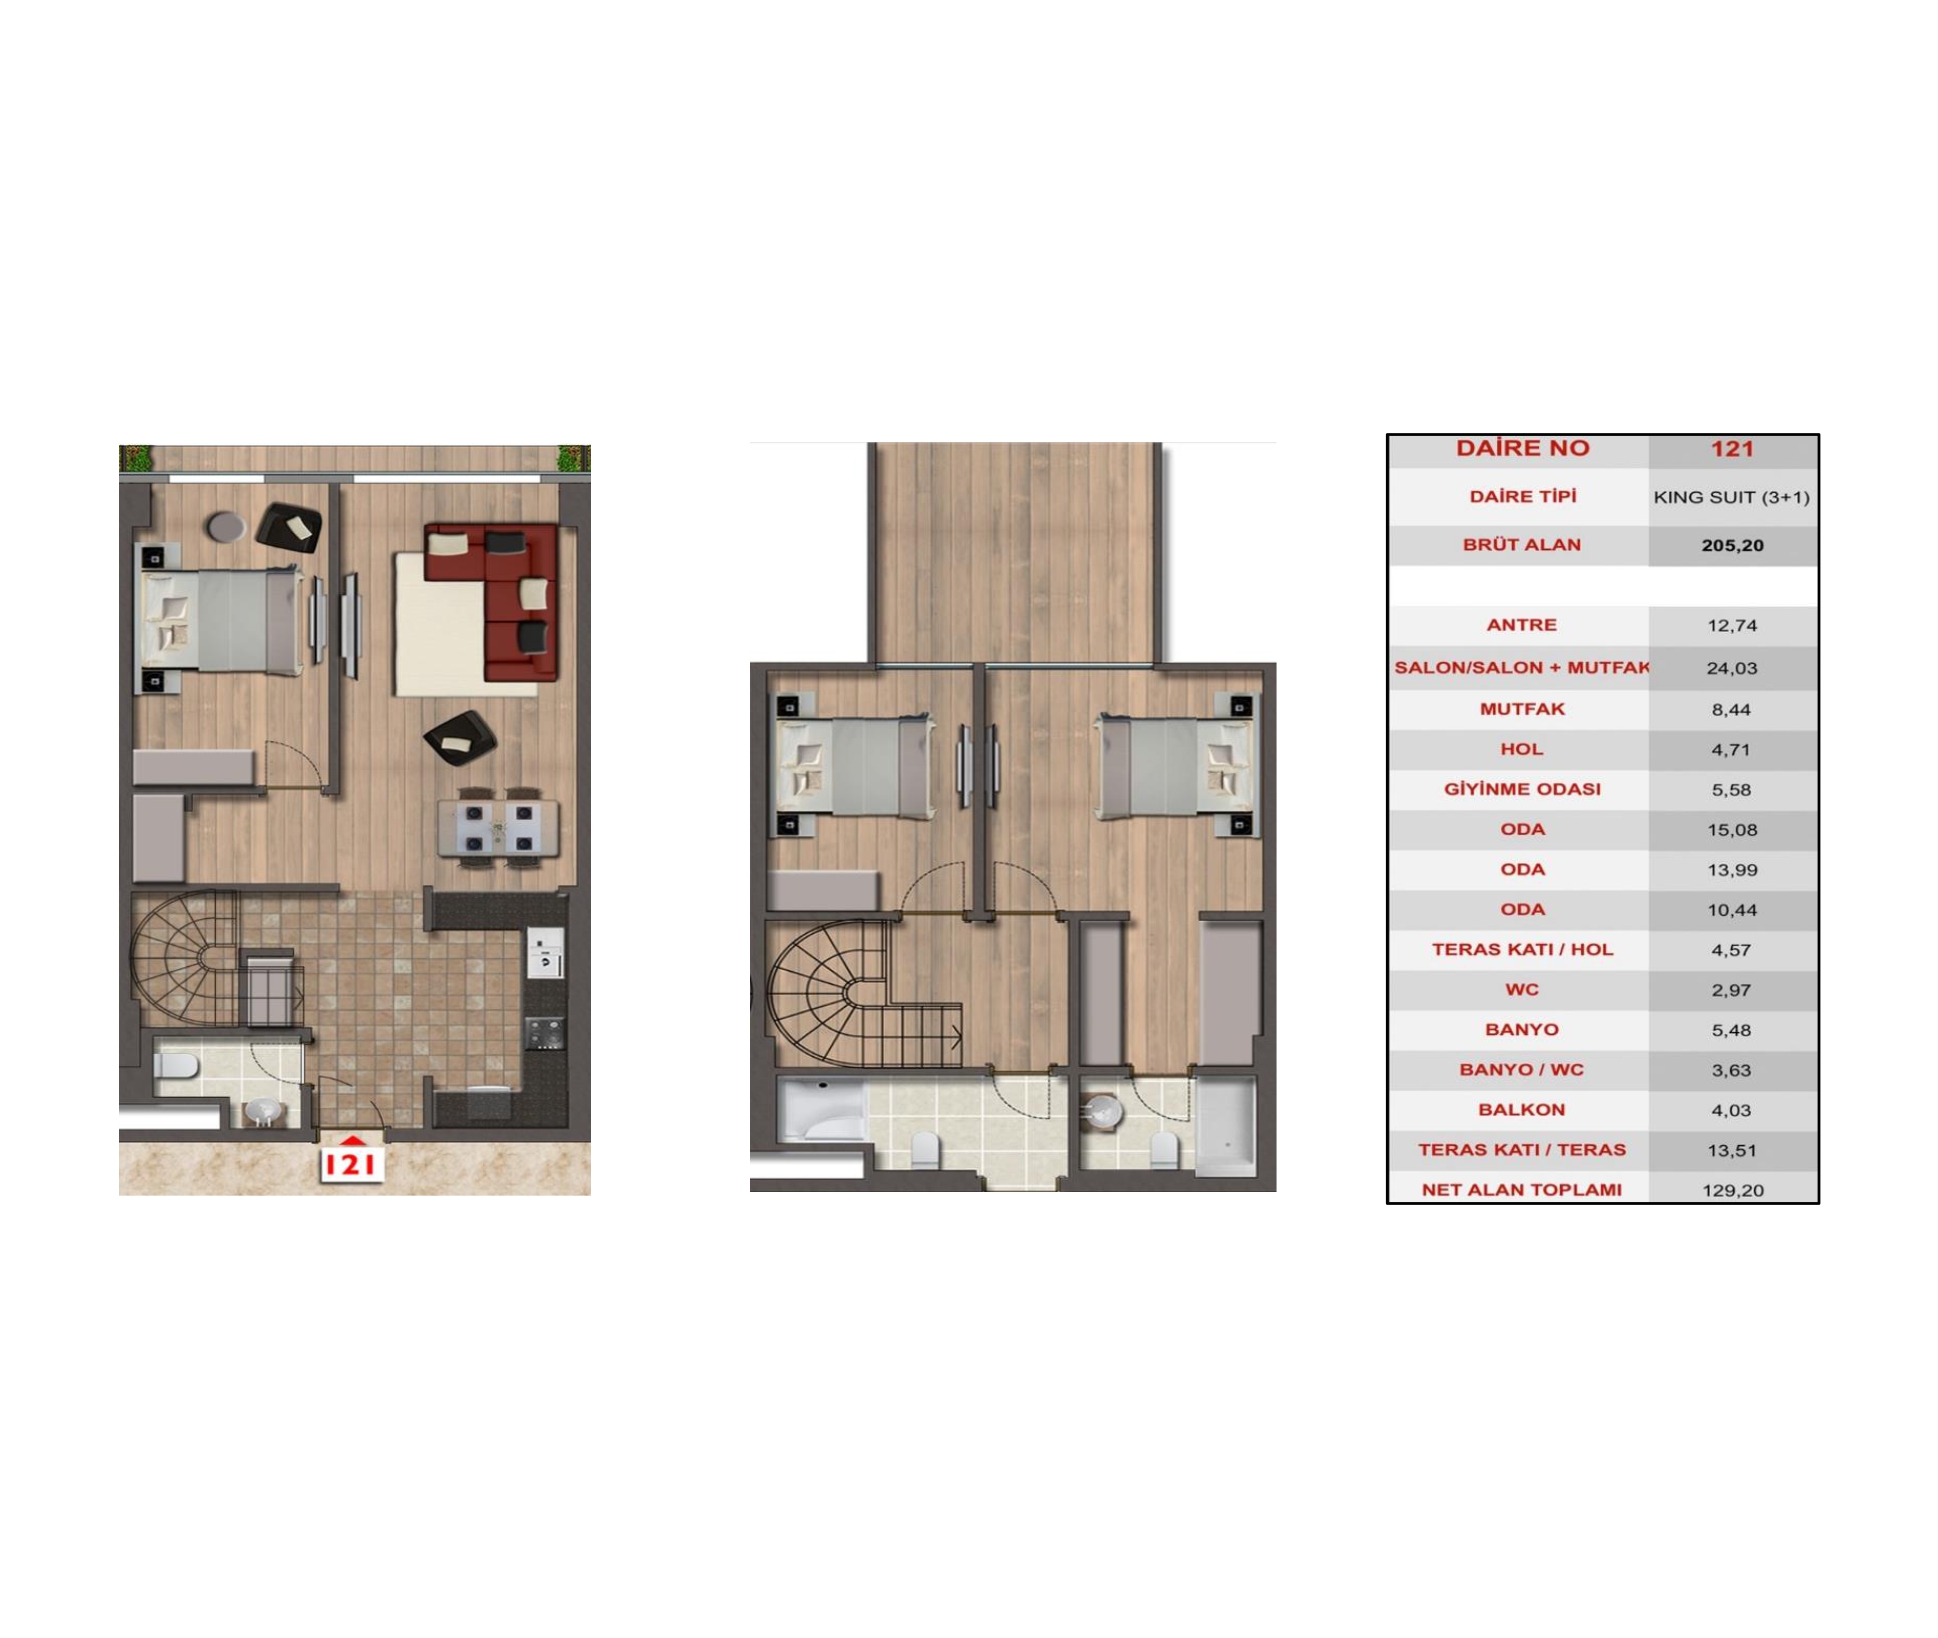 121
DAİRE NO 121
DAİRE TİPİ KING SUIT (3+1)
BRÜT ALAN 205,20
ANTRE 12,74
SALON/SALON + MUTFAK 24,03
MUTFAK 8,44
HOL 4,71
GİYİNME ODASI 5,58
ODA 15,08
ODA 13,99
ODA 10,44
TERAS KATI / HOL 4,57
WC 2,97
BANYO 5,48
BANYO / WC 3,63
BALKON 4,03
TERAS KATI / TERAS 13,51
NET ALAN TOPLAMI 129,20